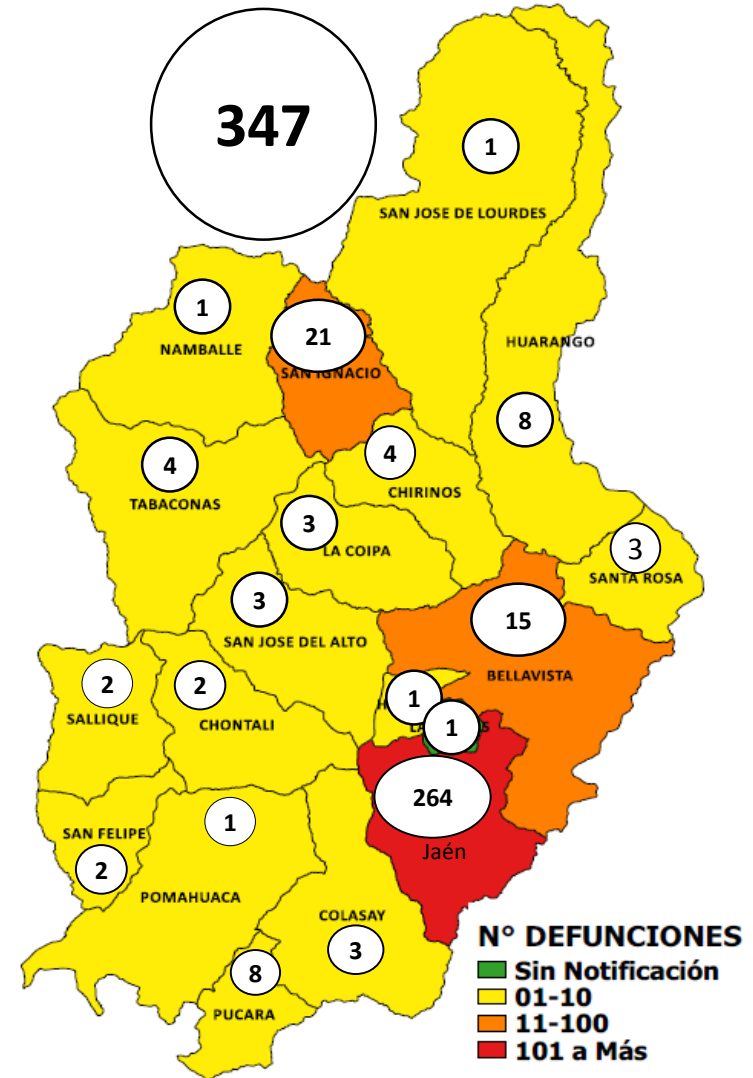 347
1
SAN JOSE DE LOURDES
1
NAMBALLE
21
SAN IGNACIO
HUARANGO
8
4
TABACONAS
4
CHIRINOS
3
LA COIPA
3
SANTA ROSA
3
SAN JOSE DEL ALTO
15
BELLAVISTA
2
SALLIQUE
2
CHONTALI
1
1
264
Jaén
SAN FELIPE
2
1
POMAHUACA
COLASAY
3
8
PUCARA
N° DEFUNCIONES
Sin Notificación
01-10
11-100
101 a Más